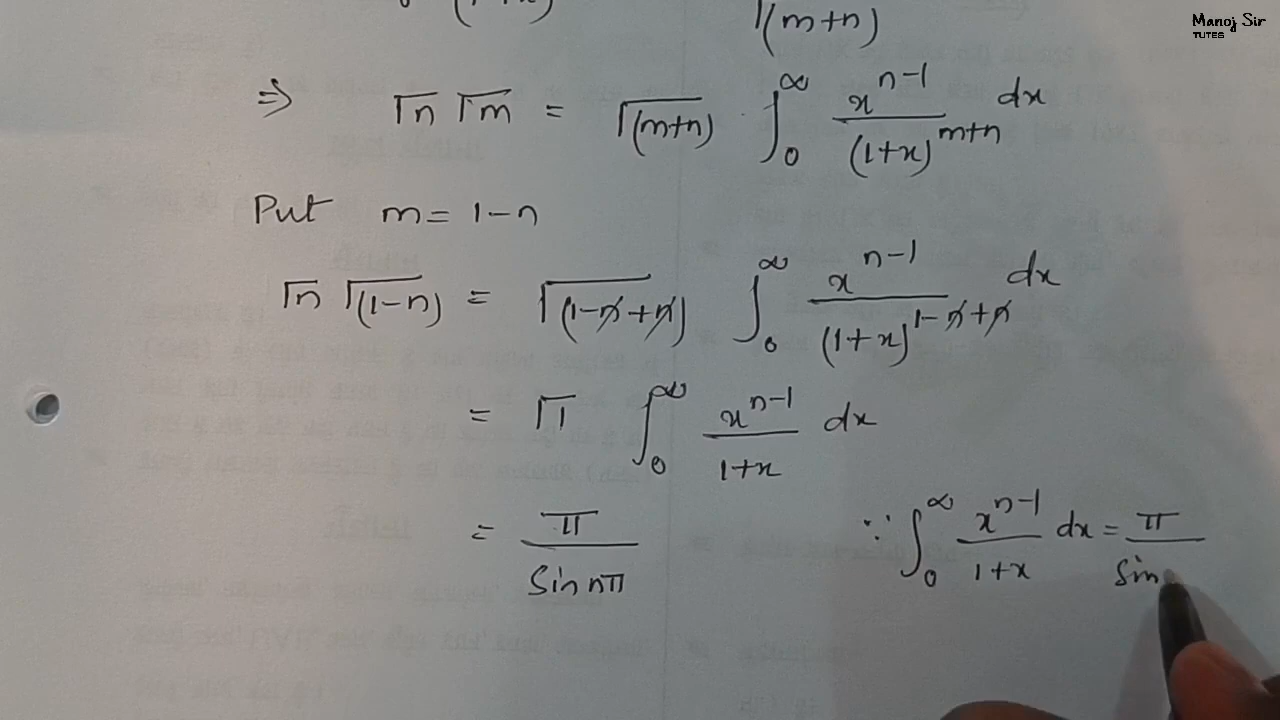 Manoj Sir
TUTES
Γ(m+n)
⇒ Γn Γm = Γ(m+n) · ∫₀^∞ x^(n-1) / (1+x)^(m+n) dx
Put m = 1-n
Γn Γ(1-n) = Γ(1-n+n) ∫₀^∞ x^(n-1) / (1+x)^(1-n+n) dx
= Γ1 ∫₀^∞ x^(n-1) / 1+x dx
= π / Sin nπ ∵ ∫₀^∞ x^(n-1) / 1+x dx = π / Sin